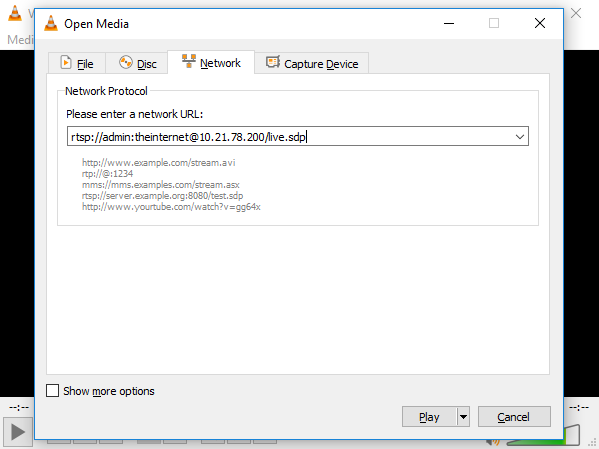 Open Media
Medi
File
Disc
Network
Capture Device
Network Protocol
Please enter a network URL:
rtsp://admin:theinternet@10.21.78.200/live.sdp
http://www.example.com/stream.avi
rtp://@:1234
mms://mms.examples.com/stream.asx
rtsp://server.example.org:8080/test.sdp
http://www.yourtube.com/watch?v=gg64x
Show more options
Play
Cancel
--:--
--:--